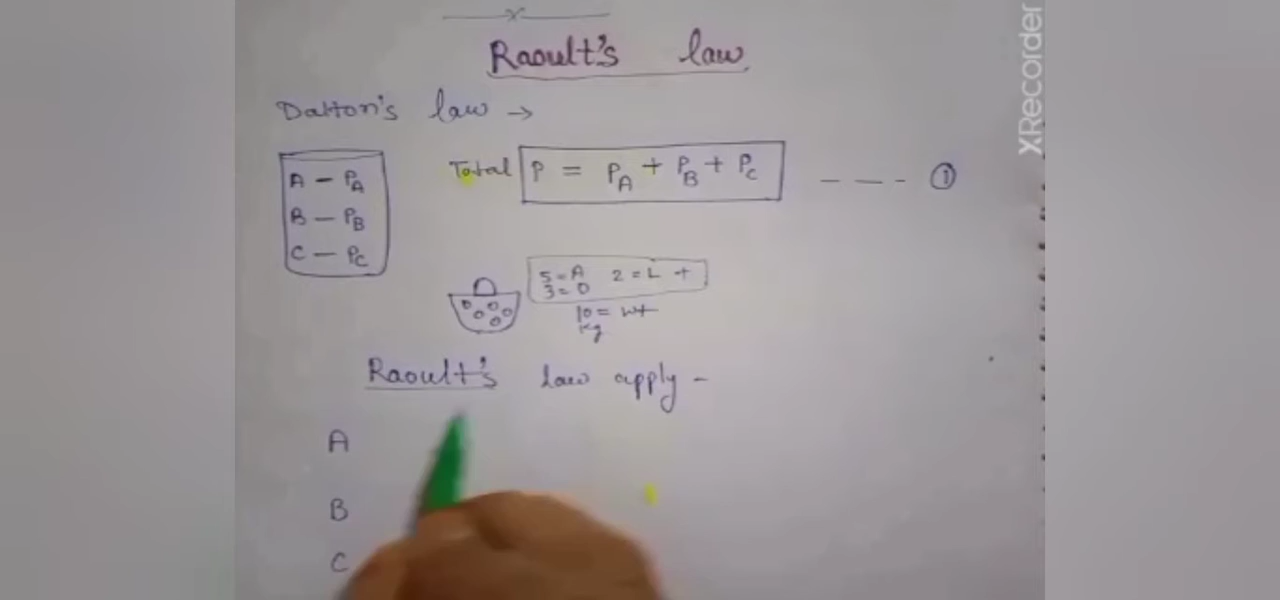 Raoult's law
Dalton's law →
A — PA
B — PB
C — PC
Total P = PA + PB + PC - - - ①
5 = A 2 = L +
3 = O
10 = wt
kg
Raoult's law apply -
A
B
C
XRecorder